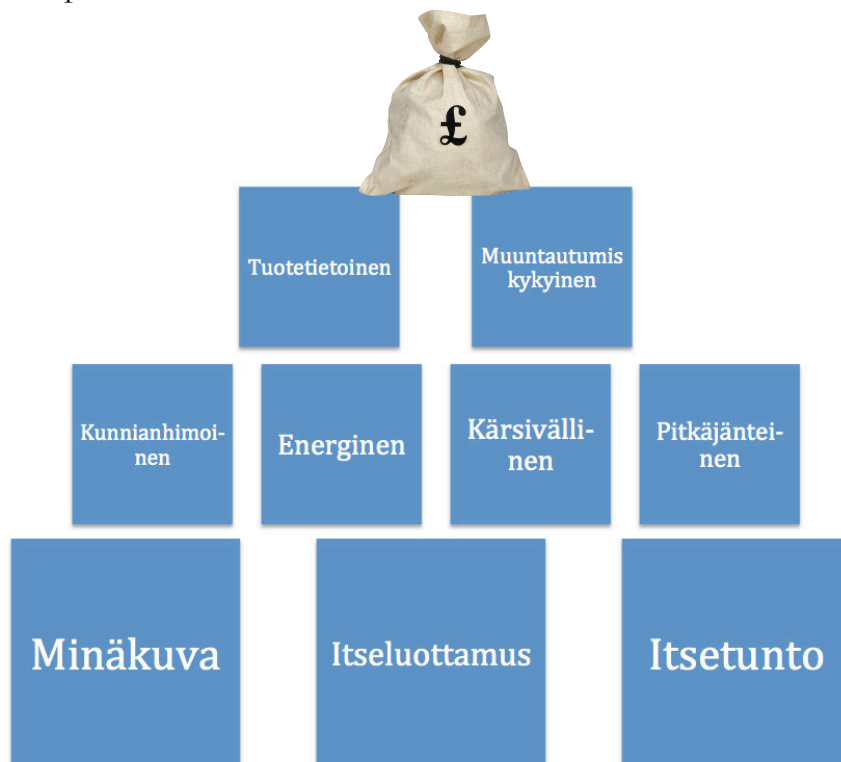 £
Tuotetietoinen
Muuntautumis
kykyinen
Kunnianhimoi-
nen
Energinen
Kärsivälli-
nen
Pitkäjäntei-
nen
Minäkuva
Itseluottamus
Itsetunto